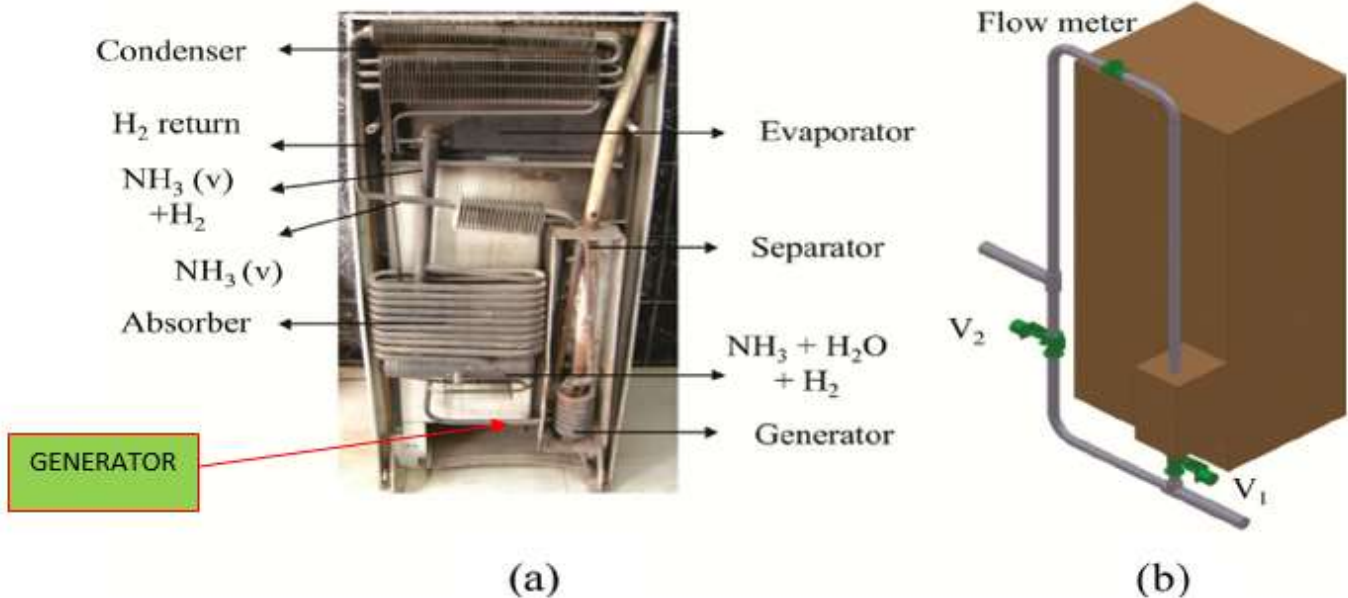 Condenser
H₂ return
NH₃ (v)
+H₂
NH₃ (v)
Absorber
GENERATOR
Evaporator
Separator
NH₃ + H₂O
+ H₂
Generator
(a)
Flow meter
V₂
V₁
(b)